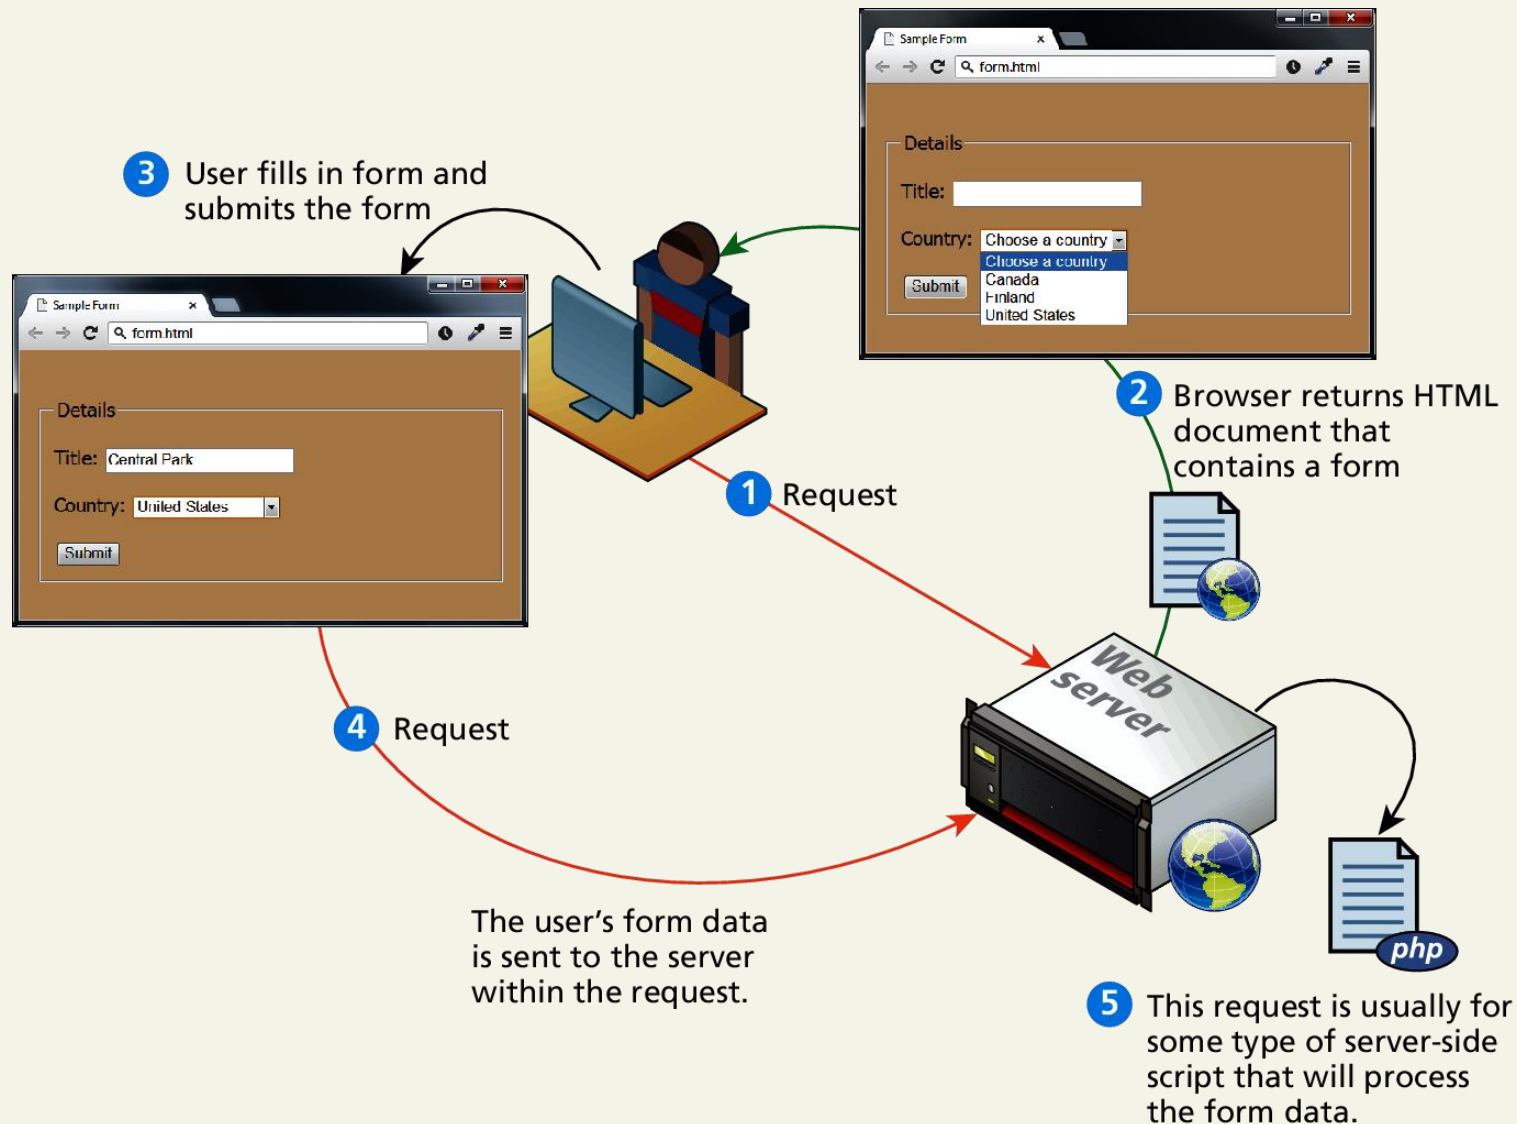 Sample Form
form.html
Details
Title:
Country: Choose a country
Choose a country
Canada
Finland
United States
Submit
3 User fills in form and
submits the form
Sample Form
form.html
Details
Title: Central Park
Country: United States
Submit
2 Browser returns HTML
document that
contains a form
1 Request
Web
server
4 Request
The user's form data
is sent to the server
within the request.
php
5 This request is usually for
some type of server-side
script that will process
the form data.